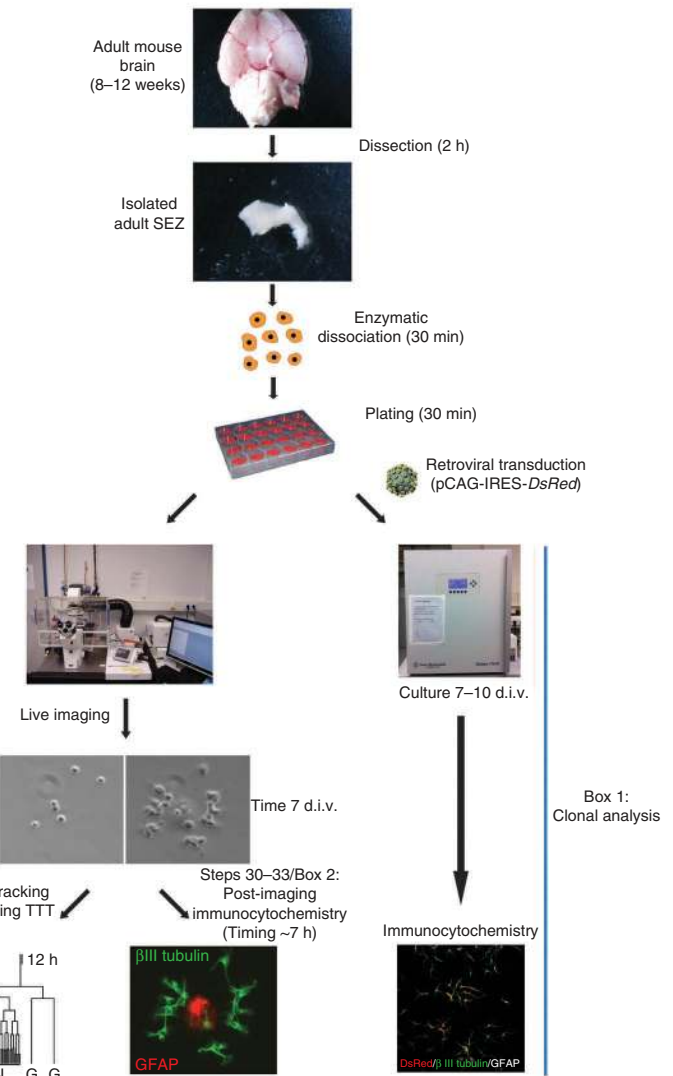 Adult mouse
brain
(8–12 weeks)
Dissection (2 h)
Isolated
adult SEZ
Enzymatic
dissociation (30 min)
Plating (30 min)
Retroviral transduction
(pCAG-IRES-DsRed)
Culture 7–10 d.i.v.
Live imaging
Time 7 d.i.v.
Box 1:
Clonal analysis
racking
ing TTT
Steps 30–33/Box 2:
Post-imaging
immunocytochemistry
(Timing ~7 h)
Immunocytochemistry
12 h
G G
βIII tubulin
GFAP
DsRed/β III tubulin/GFAP